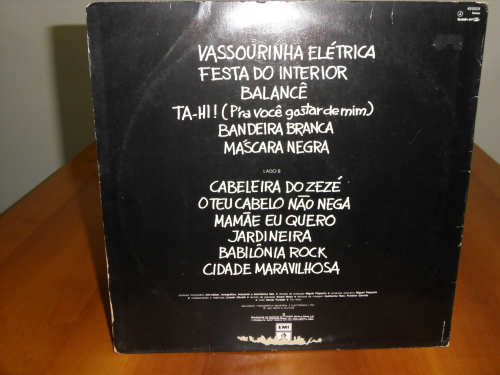 VASSOURINHA ELÉTRICA
FESTA DO INTERIOR
BALANCÊ
TA-HI! (P'ra você gostar de mim)
BANDEIRA BRANCA
MÁSCARA NEGRA
LADO B
CABELEIRA DO ZEZÉ
O TEU CABELO NÃO NEGA
MAMÃE EU QUERO
JARDINEIRA
BABILÔNIA ROCK
CIDADE MARAVILHOSA
EMI